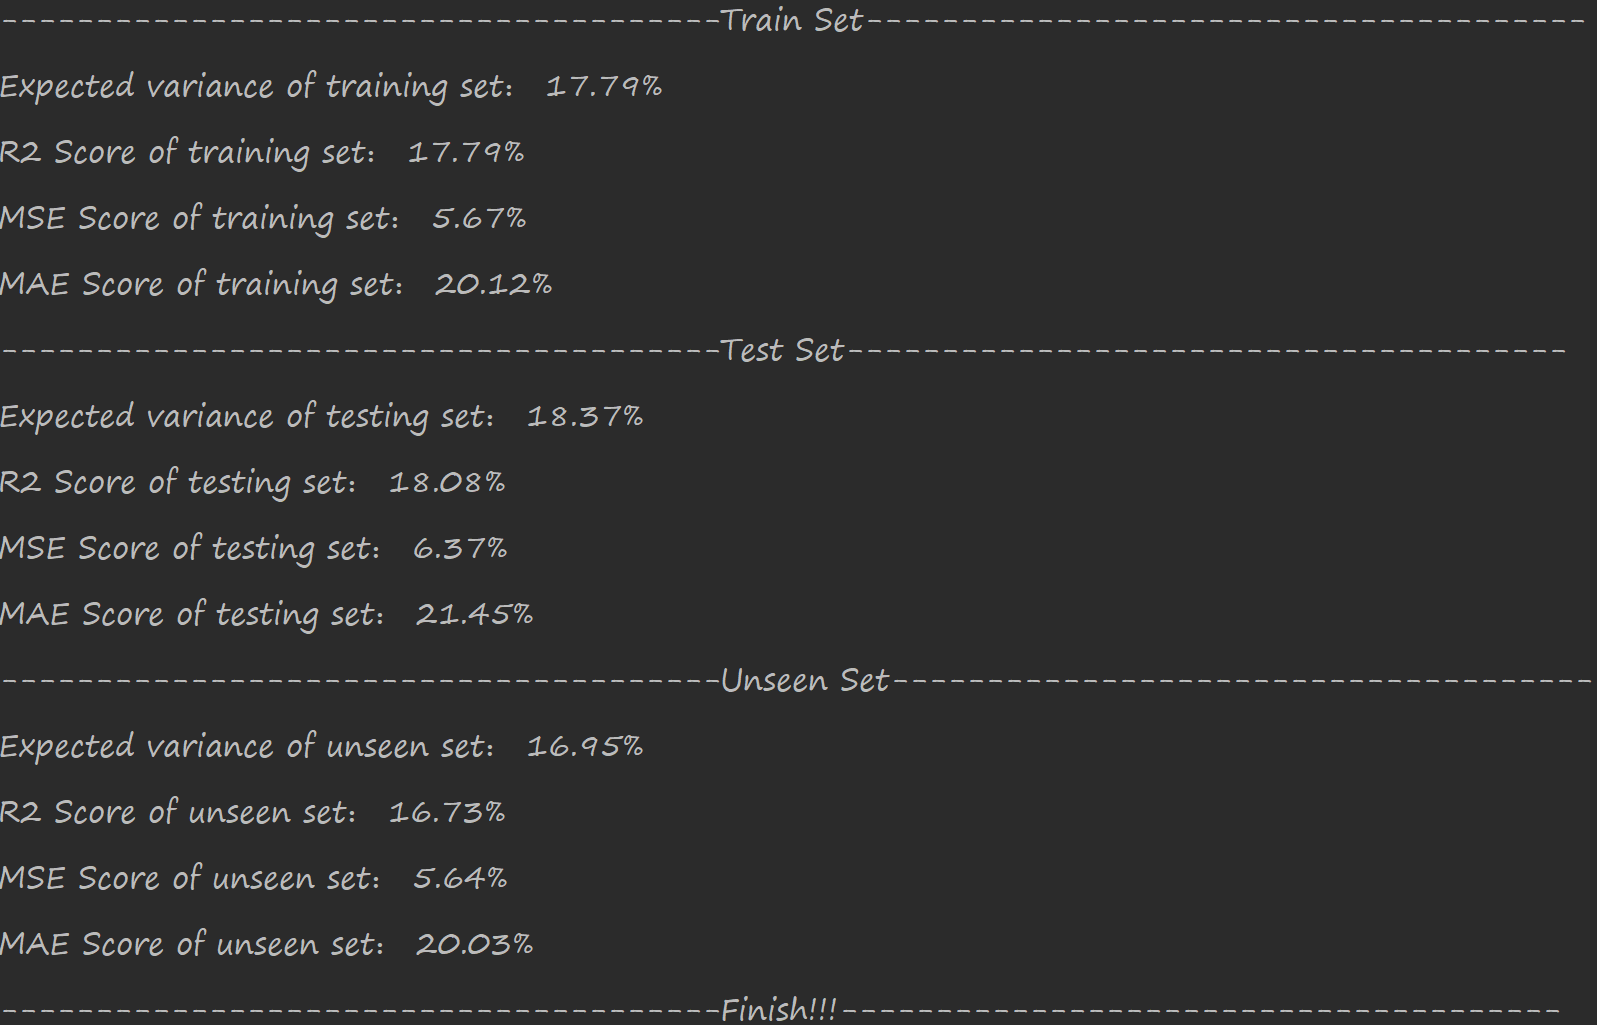 --------------------------------------Train Set--------------------------------------
Expected variance of training set： 17.79%
R2 Score of training set： 17.79%
MSE Score of training set： 5.67%
MAE Score of training set： 20.12%
--------------------------------------Test Set--------------------------------------
Expected variance of testing set： 18.37%
R2 Score of testing set： 18.08%
MSE Score of testing set： 6.37%
MAE Score of testing set： 21.45%
--------------------------------------Unseen Set-------------------------------------
Expected variance of unseen set： 16.95%
R2 Score of unseen set： 16.73%
MSE Score of unseen set： 5.64%
MAE Score of unseen set： 20.03%
--------------------------------------Finish!!!--------------------------------------